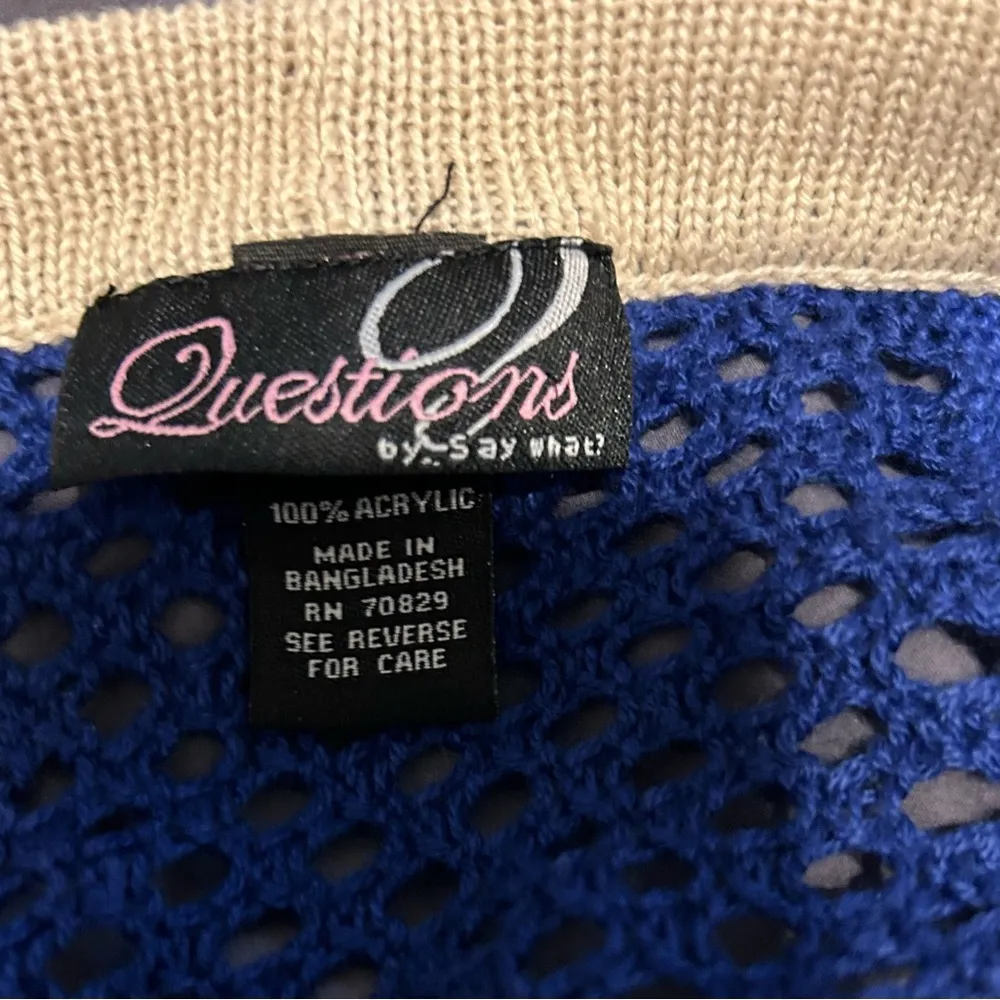 Questions
by Say What?
100% ACRYLIC
MADE IN
BANGLADESH
RN 70829
SEE REVERSE
FOR CARE